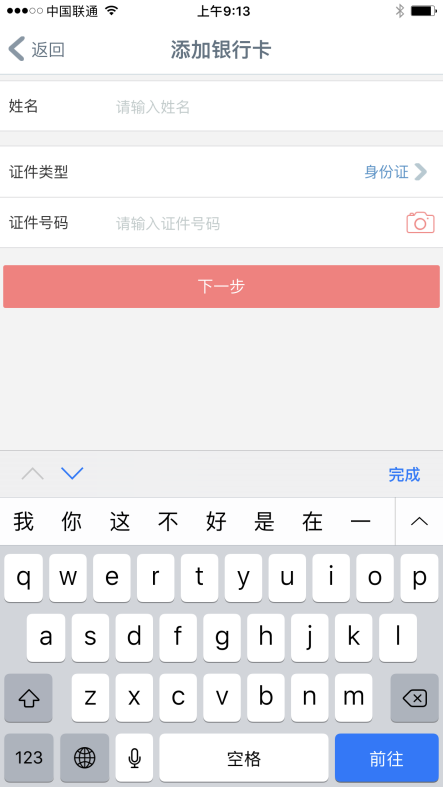 中国联通 上午9:13
返回 添加银行卡
姓名 请输入姓名
证件类型 身份证
证件号码 请输入证件号码
下一步
完成
我 你 这 不 好 是 在 一
q w e r t y u i o p
a s d f g h j k l
z x c v b n m
123 空格 前往